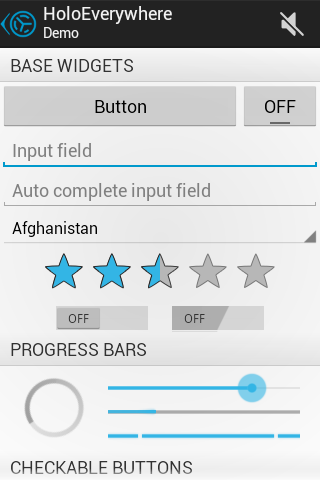 HoloEverywhere
Demo
BASE WIDGETS
Button
OFF
Input field
Auto complete input field
Afghanistan
OFF
OFF
PROGRESS BARS
CHECKABLE BUTTONS